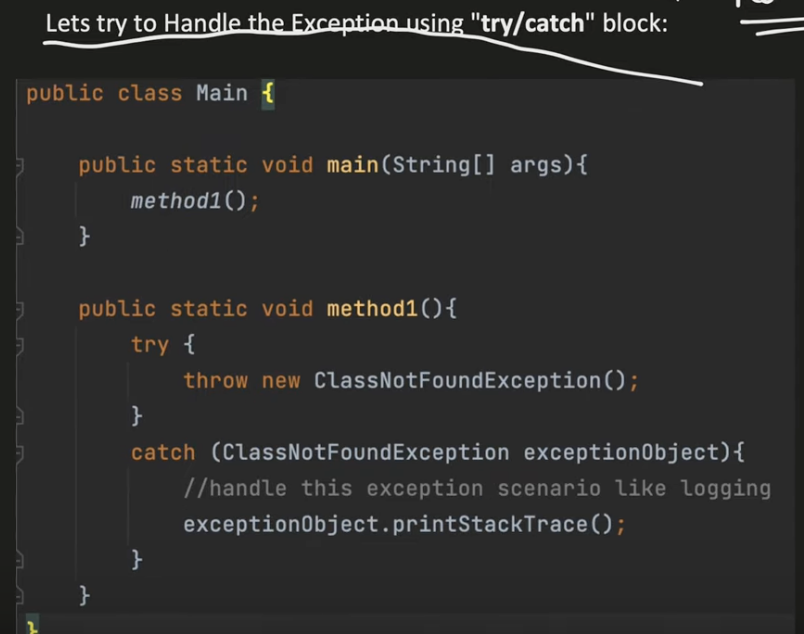 Lets try to Handle the Exception using "try/catch" block:
public class Main {
public static void main(String[] args){
method1();
}
public static void method1(){
try {
throw new ClassNotFoundException();
}
catch (ClassNotFoundException exceptionObject){
//handle this exception scenario like logging
exceptionObject.printStackTrace();
}
}
}